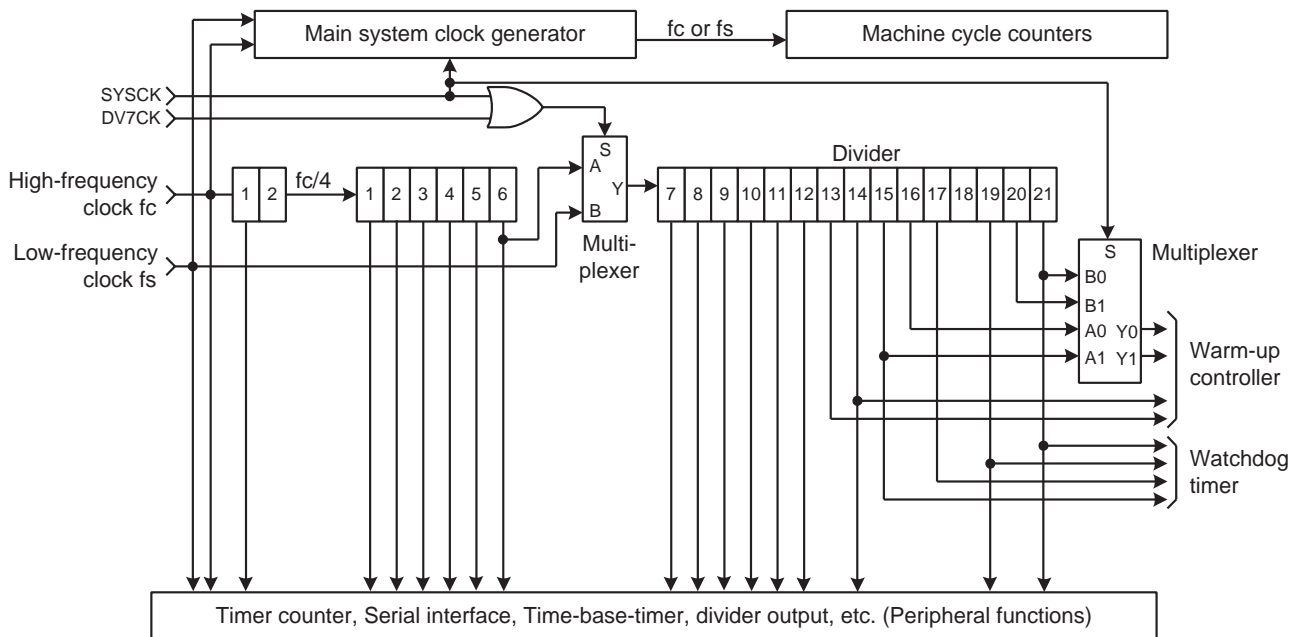 Main system clock generator
fc or fs
Machine cycle counters
SYSCK
DV7CK
S
A
Y
B
Multi-
plexer
High-frequency
clock fc
1 2
fc/4
1 2 3 4 5 6
Divider
7 8 9 10 11 12 13 14 15 16 17 18 19 20 21
Low-frequency
clock fs
S
Multiplexer
B0
B1
A0 Y0
A1 Y1
Warm-up
controller
Watchdog
timer
Timer counter, Serial interface, Time-base-timer, divider output, etc. (Peripheral functions)